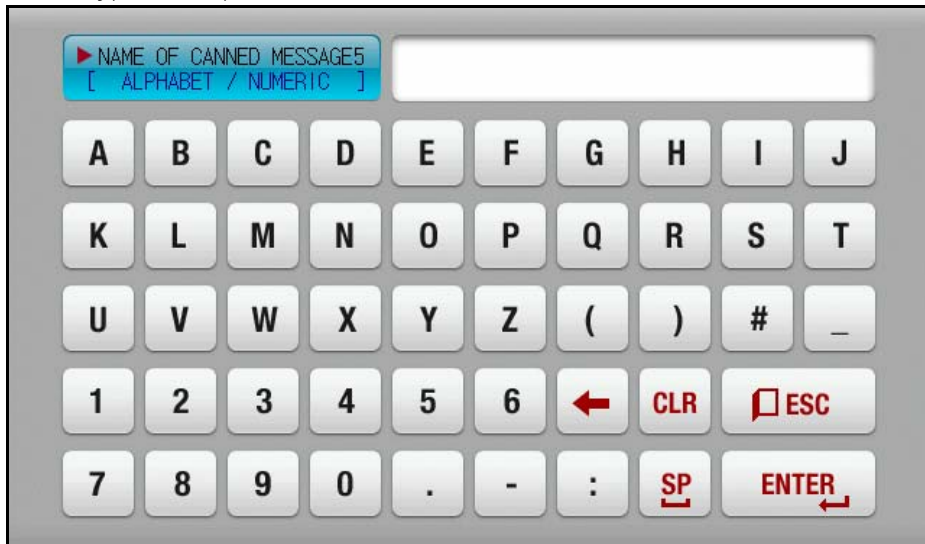 NAME OF CANNED MESSAGE5
[ ALPHABET / NUMERIC ]
A B C D E F G H I J
K L M N O P Q R S T
U V W X Y Z ( ) # _
1 2 3 4 5 6 CLR ESC
7 8 9 0 . - : SP ENTER